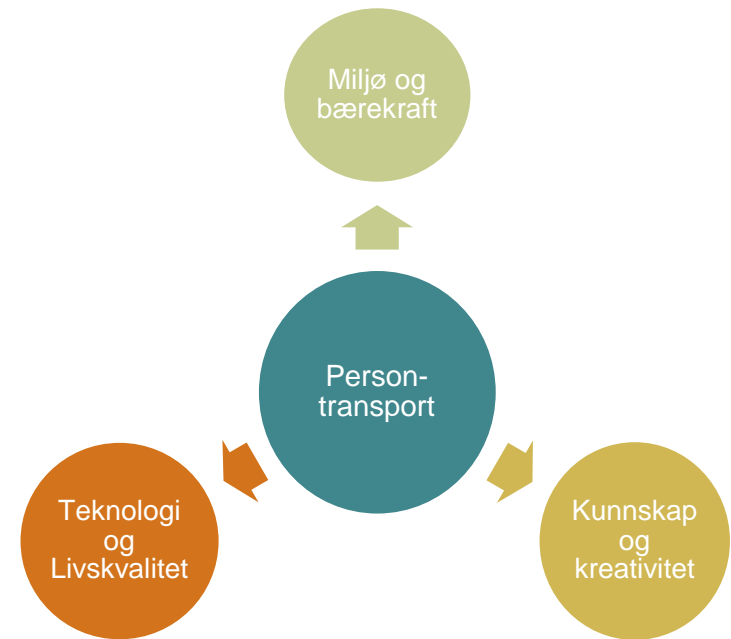 Miljø og
bærekraft
Person-
transport
Teknologi
og
Livskvalitet
Kunnskap
og
kreativitet